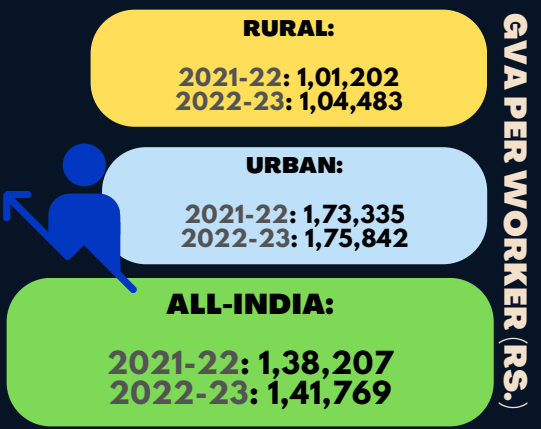 RURAL:
2021-22: 1,01,202
2022-23: 1,04,483
URBAN:
2021-22: 1,73,335
2022-23: 1,75,842
ALL-INDIA:
2021-22: 1,38,207
2022-23: 1,41,769
GVA PER WORKER (RS.)